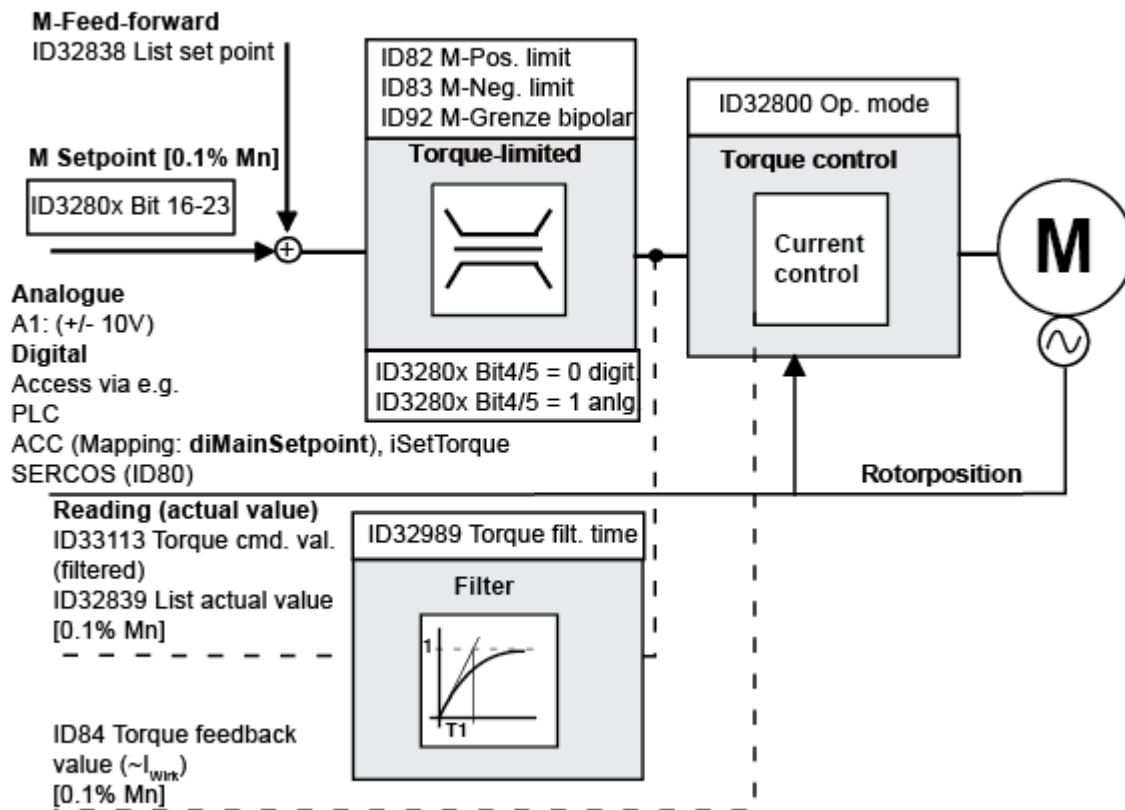 M-Feed-forward
ID32838 List set point
M Setpoint [0.1% Mn]
ID3280x Bit 16-23
+
Analogue
A1: (+/- 10V)
Digital
Access via e.g.
PLC
ACC (Mapping: diMainSetpoint), iSetTorque
SERCOS (ID80)
ID82 M-Pos. limit
ID83 M-Neg. limit
ID92 M-Grenze bipolar
Torque-limited
ID3280x Bit4/5 = 0 digit.
ID3280x Bit4/5 = 1 anlg.
ID32800 Op. mode
Torque control
Current
control
M
Rotorposition
Reading (actual value)
ID33113 Torque cmd. val.
(filtered)
ID32839 List actual value
[0.1% Mn]
ID32989 Torque filt. time
Filter
1
T1
ID84 Torque feedback
value (~I_Wirk)
[0.1% Mn]